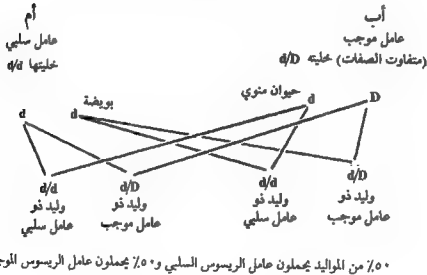 أب
عامل موجب
(متفاوت الصفات) خليته d/D
أم
عامل سلبي
خليتها d/d
حيوان منوي
بويضة
D
d
d
d
d/D
وليد ذو
عامل موجب
d/d
وليد ذو
عامل سلبي
d/D
وليد ذو
عامل موجب
d/d
وليد ذو
عامل سلبي
٥٠٪ من المواليد يحملون عامل الريسوس السلبي و٥٠٪ يحملون عامل الريسوس